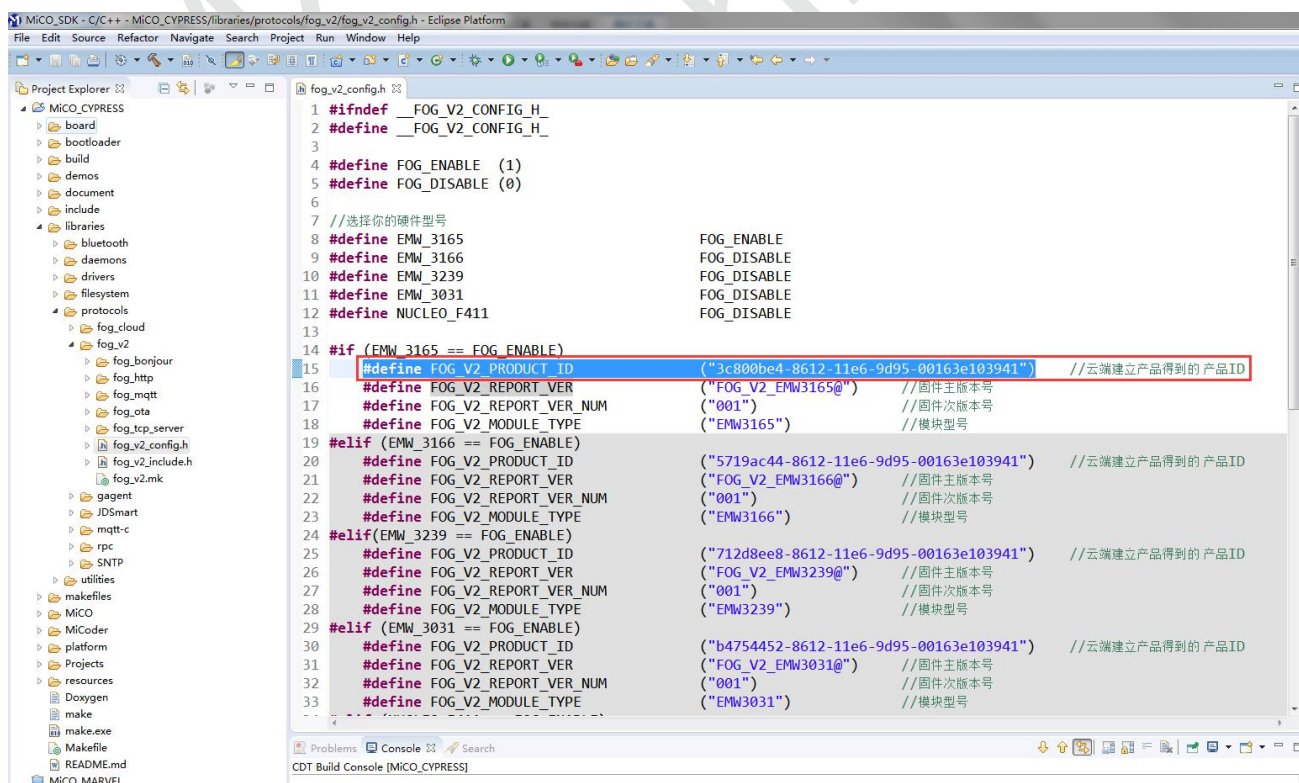 MiCO_SDK - C/C++ - MiCO_CYPRESS/libraries/protocols/fog_v2/fog_v2_config.h - Eclipse Platform
File Edit Source Refactor Navigate Search Project Run Window Help
Project Explorer
MiCO_CYPRESS
board
bootloader
build
demos
document
include
libraries
bluetooth
daemons
drivers
filesystem
protocols
fog_cloud
fog_v2
fog_bonjour
fog_http
fog_mqtt
fog_ota
fog_tcp_server
fog_v2_config.h
fog_v2_include.h
fog_v2.mk
gagent
JDSmart
mqtt-c
rpc
SNTP
utilities
makefiles
MiCO
MiCoder
platform
Projects
resources
Doxygen
make
make.exe
Makefile
README.md
MiCO_MARVEL
fog_v2_config.h
1 #ifndef __FOG_V2_CONFIG_H_
2 #define __FOG_V2_CONFIG_H_
3
4 #define FOG_ENABLE (1)
5 #define FOG_DISABLE (0)
6
7 //选择你的硬件型号
8 #define EMW_3165 FOG_ENABLE
9 #define EMW_3166 FOG_DISABLE
10 #define EMW_3239 FOG_DISABLE
11 #define EMW_3031 FOG_DISABLE
12 #define NUCLEO_F411 FOG_DISABLE
13
14 #if (EMW_3165 == FOG_ENABLE)
15 #define FOG_V2_PRODUCT_ID ("3c800be4-8612-11e6-9d95-00163e103941") //云端建立产品得到的 产品ID
16 #define FOG_V2_REPORT_VER ("FOG_V2_EMW3165@") //固件主版本号
17 #define FOG_V2_REPORT_VER_NUM ("001") //固件次版本号
18 #define FOG_V2_MODULE_TYPE ("EMW3165") //模块型号
19 #elif (EMW_3166 == FOG_ENABLE)
20 #define FOG_V2_PRODUCT_ID ("5719ac44-8612-11e6-9d95-00163e103941") //云端建立产品得到的 产品ID
21 #define FOG_V2_REPORT_VER ("FOG_V2_EMW3166@") //固件主版本号
22 #define FOG_V2_REPORT_VER_NUM ("001") //固件次版本号
23 #define FOG_V2_MODULE_TYPE ("EMW3166") //模块型号
24 #elif(EMW_3239 == FOG_ENABLE)
25 #define FOG_V2_PRODUCT_ID ("712d8ee8-8612-11e6-9d95-00163e103941") //云端建立产品得到的 产品ID
26 #define FOG_V2_REPORT_VER ("FOG_V2_EMW3239@") //固件主版本号
27 #define FOG_V2_REPORT_VER_NUM ("001") //固件次版本号
28 #define FOG_V2_MODULE_TYPE ("EMW3239") //模块型号
29 #elif (EMW_3031 == FOG_ENABLE)
30 #define FOG_V2_PRODUCT_ID ("b4754452-8612-11e6-9d95-00163e103941") //云端建立产品得到的 产品ID
31 #define FOG_V2_REPORT_VER ("FOG_V2_EMW3031@") //固件主版本号
32 #define FOG_V2_REPORT_VER_NUM ("001") //固件次版本号
33 #define FOG_V2_MODULE_TYPE ("EMW3031") //模块型号
Problems Console Search
CDT Build Console [MiCO_CYPRESS]